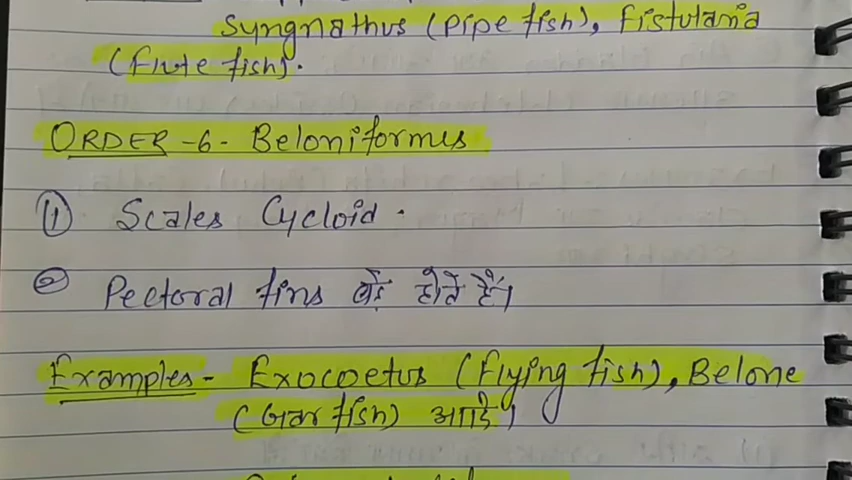 Syngnathus (Pipe fish), Fistularia
(Flute fish).
ORDER -6- Beloniformes
① Scales Cycloid.
② Pectoral fins बड़े होते हैं।
Examples - Exocoetus (Flying fish), Belone
(Gar fish) आदि।